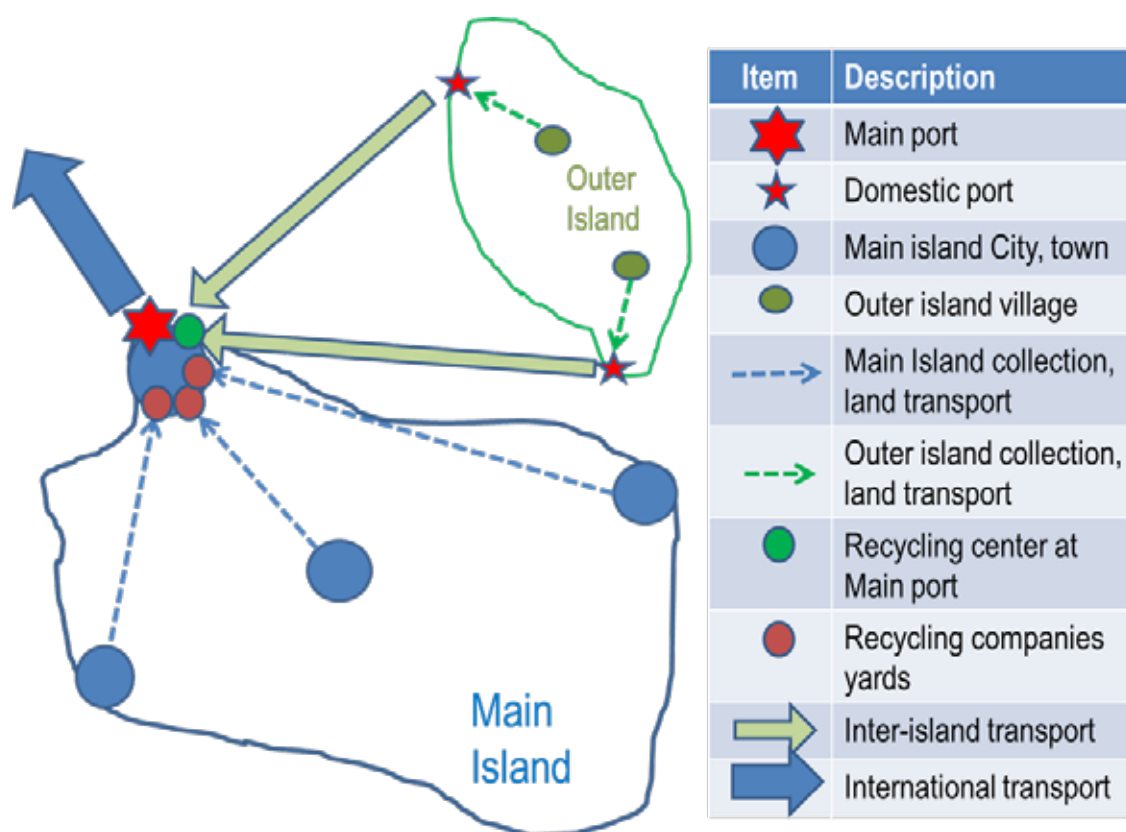 Outer
Island
Main
Island
Item Description
Main port
Domestic port
Main island City, town
Outer island village
Main Island collection,
land transport
Outer island collection,
land transport
Recycling center at
Main port
Recycling companies
yards
Inter-island transport
International transport